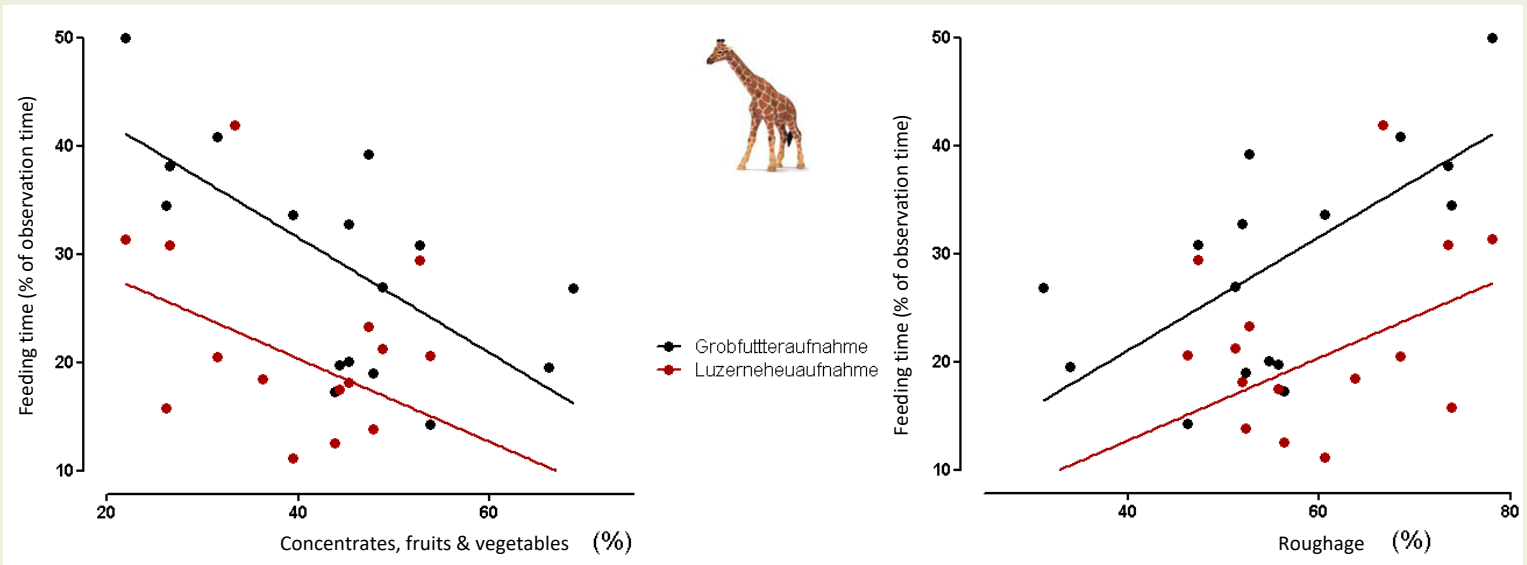 Feeding time (% of observation time)
50
40
30
20
10
20
40
60
Concentrates, fruits & vegetables (%)
Grobfuttteraufnahme
Luzerneheuaufnahme
Feeding time (% of observation time)
50
40
30
20
10
40
60
80
Roughage (%)